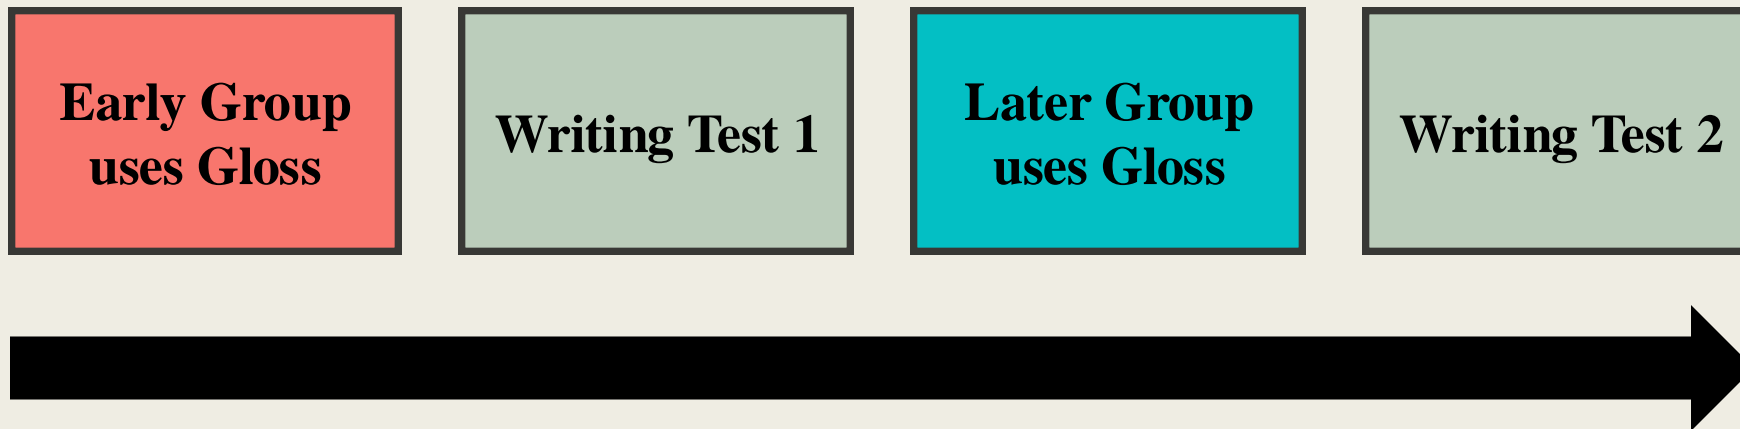 Early Group
uses Gloss
Writing Test 1
Later Group
uses Gloss
Writing Test 2